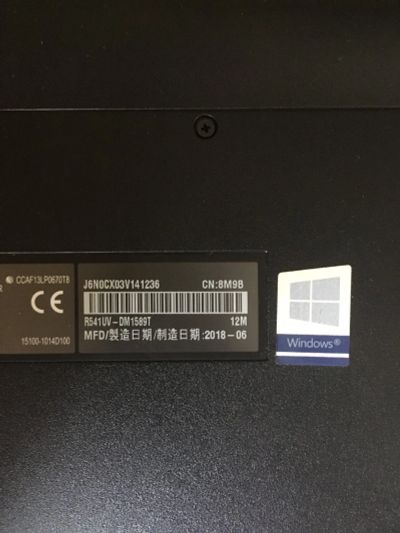 CCAF13LP0670T8
R
CE
15100-1014D100
J6N0CX03V141236 CN:8M9B
R541UV-DM1589T 12M
MFD/製造日期/制造日期:2018-06
Windows®